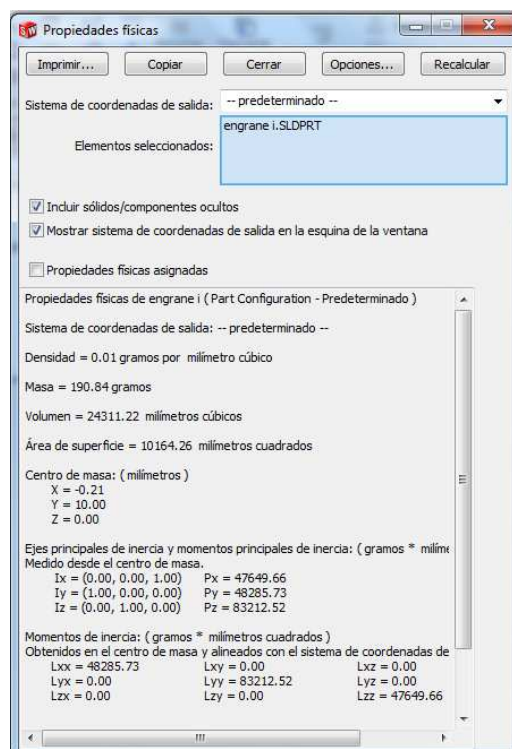 Propiedades físicas
Imprimir... Copiar Cerrar Opciones... Recalcular
Sistema de coordenadas de salida: -- predeterminado --
engrane i.SLDPRT
Elementos seleccionados:
Incluir sólidos/componentes ocultos
Mostrar sistema de coordenadas de salida en la esquina de la ventana
Propiedades físicas asignadas
Propiedades físicas de engrane i ( Part Configuration - Predeterminado )
Sistema de coordenadas de salida: -- predeterminado --
Densidad = 0.01 gramos por milímetro cúbico
Masa = 190.84 gramos
Volumen = 24311.22 milímetros cúbicos
Área de superficie = 10164.26 milímetros cuadrados
Centro de masa: ( milímetros )
X = -0.21
Y = 10.00
Z = 0.00
Ejes principales de inercia y momentos principales de inercia: ( gramos * milíme
Medido desde el centro de masa.
Ix = (0.00, 0.00, 1.00) Px = 47649.66
Iy = (1.00, 0.00, 0.00) Py = 48285.73
Iz = (0.00, 1.00, 0.00) Pz = 83212.52
Momentos de inercia: ( gramos * milímetros cuadrados )
Obtenidos en el centro de masa y alineados con el sistema de coordenadas de
Lxx = 48285.73 Lxy = 0.00 Lxz = 0.00
Lyx = 0.00 Lyy = 83212.52 Lyz = 0.00
Lzx = 0.00 Lzy = 0.00 Lzz = 47649.66